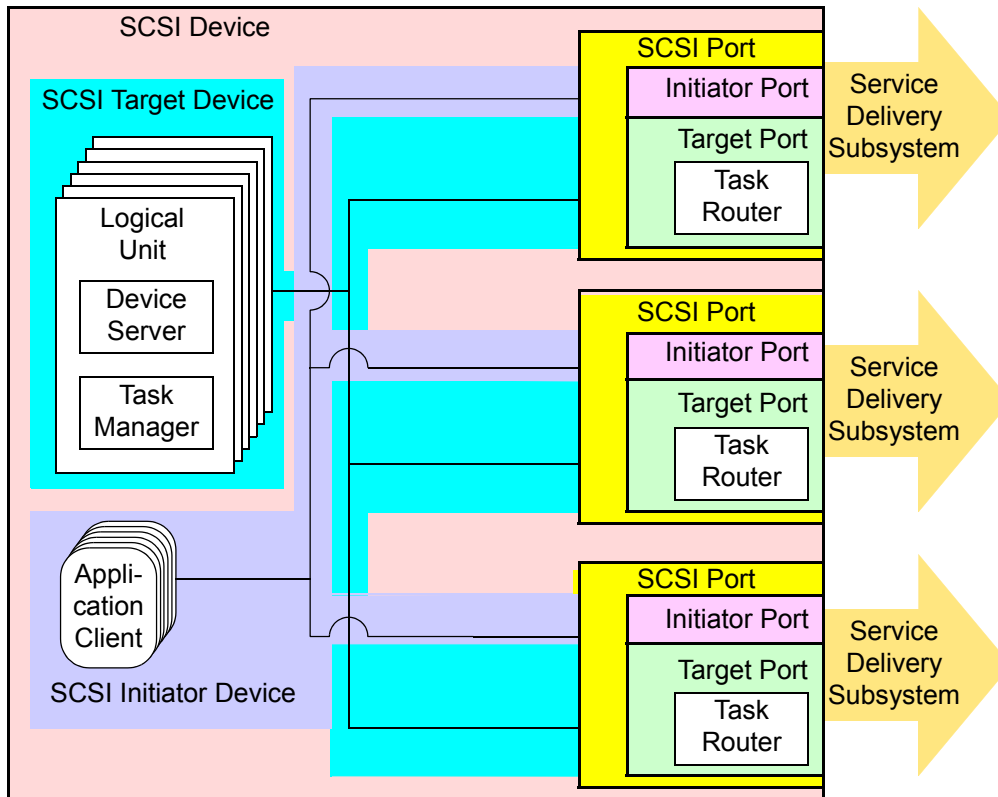 SCSI Device
SCSI Target Device
Logical
Unit
Device
Server
Task
Manager
Appli-
cation
Client
SCSI Initiator Device
SCSI Port
Initiator Port
Target Port
Task
Router
Service
Delivery
Subsystem
SCSI Port
Initiator Port
Target Port
Task
Router
Service
Delivery
Subsystem
SCSI Port
Initiator Port
Target Port
Task
Router
Service
Delivery
Subsystem